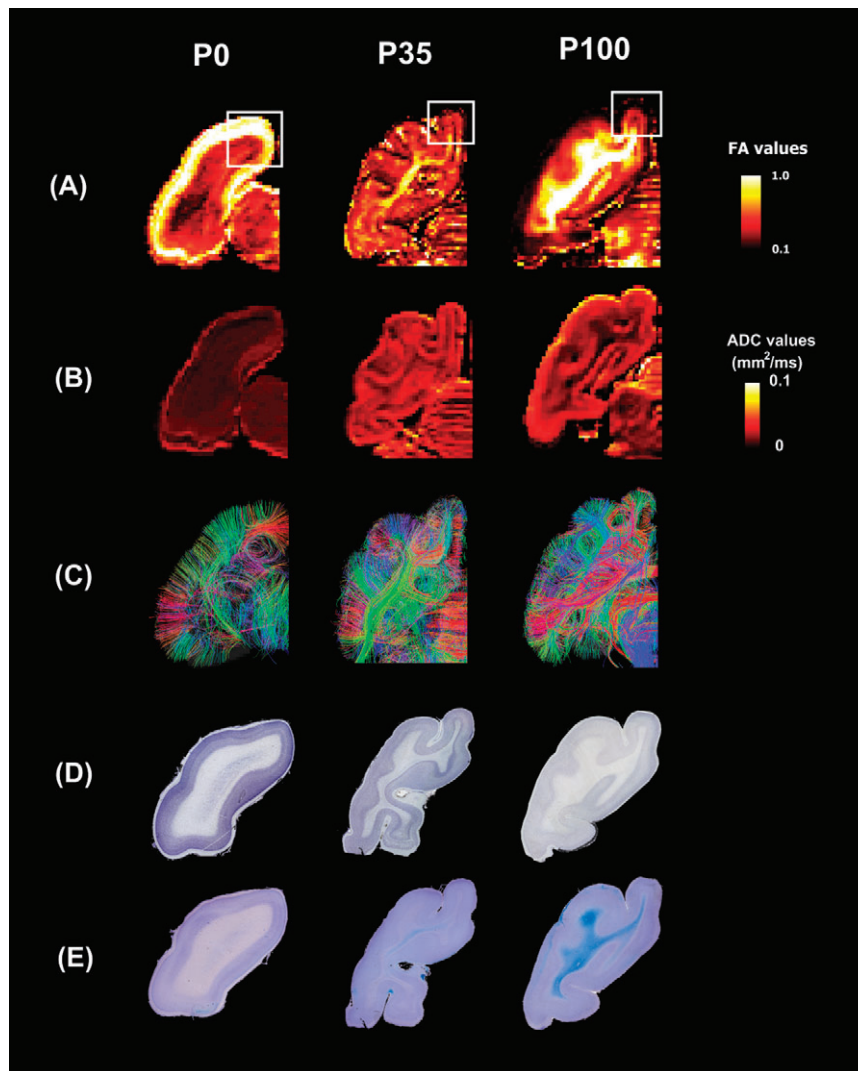 P0 P35 P100
(A)
FA values
1.0
0.1
(B)
ADC values
(mm²/ms)
0.1
0
(C)
(D)
(E)